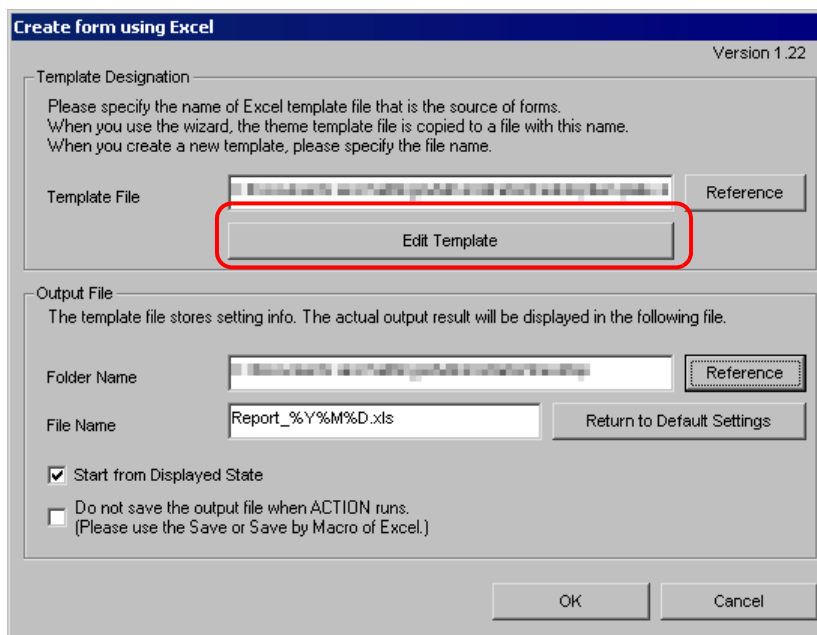 Create form using Excel
Version 1.22
Template Designation
Please specify the name of Excel template file that is the source of forms.
When you use the wizard, the theme template file is copied to a file with this name.
When you create a new template, please specify the file name.
Template File
Reference
Edit Template
Output File
The template file stores setting info. The actual output result will be displayed in the following file.
Folder Name
Reference
File Name
Report_%Y%M%D.xls
Return to Default Settings
Start from Displayed State
Do not save the output file when ACTION runs.
(Please use the Save or Save by Macro of Excel.)
OK
Cancel